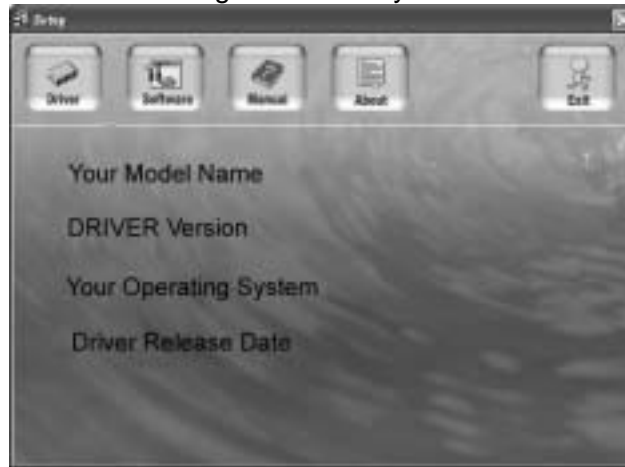 Setup
Driver
Software
Manual
About
Exit
Your Model Name
DRIVER Version
Your Operating System
Driver Release Date